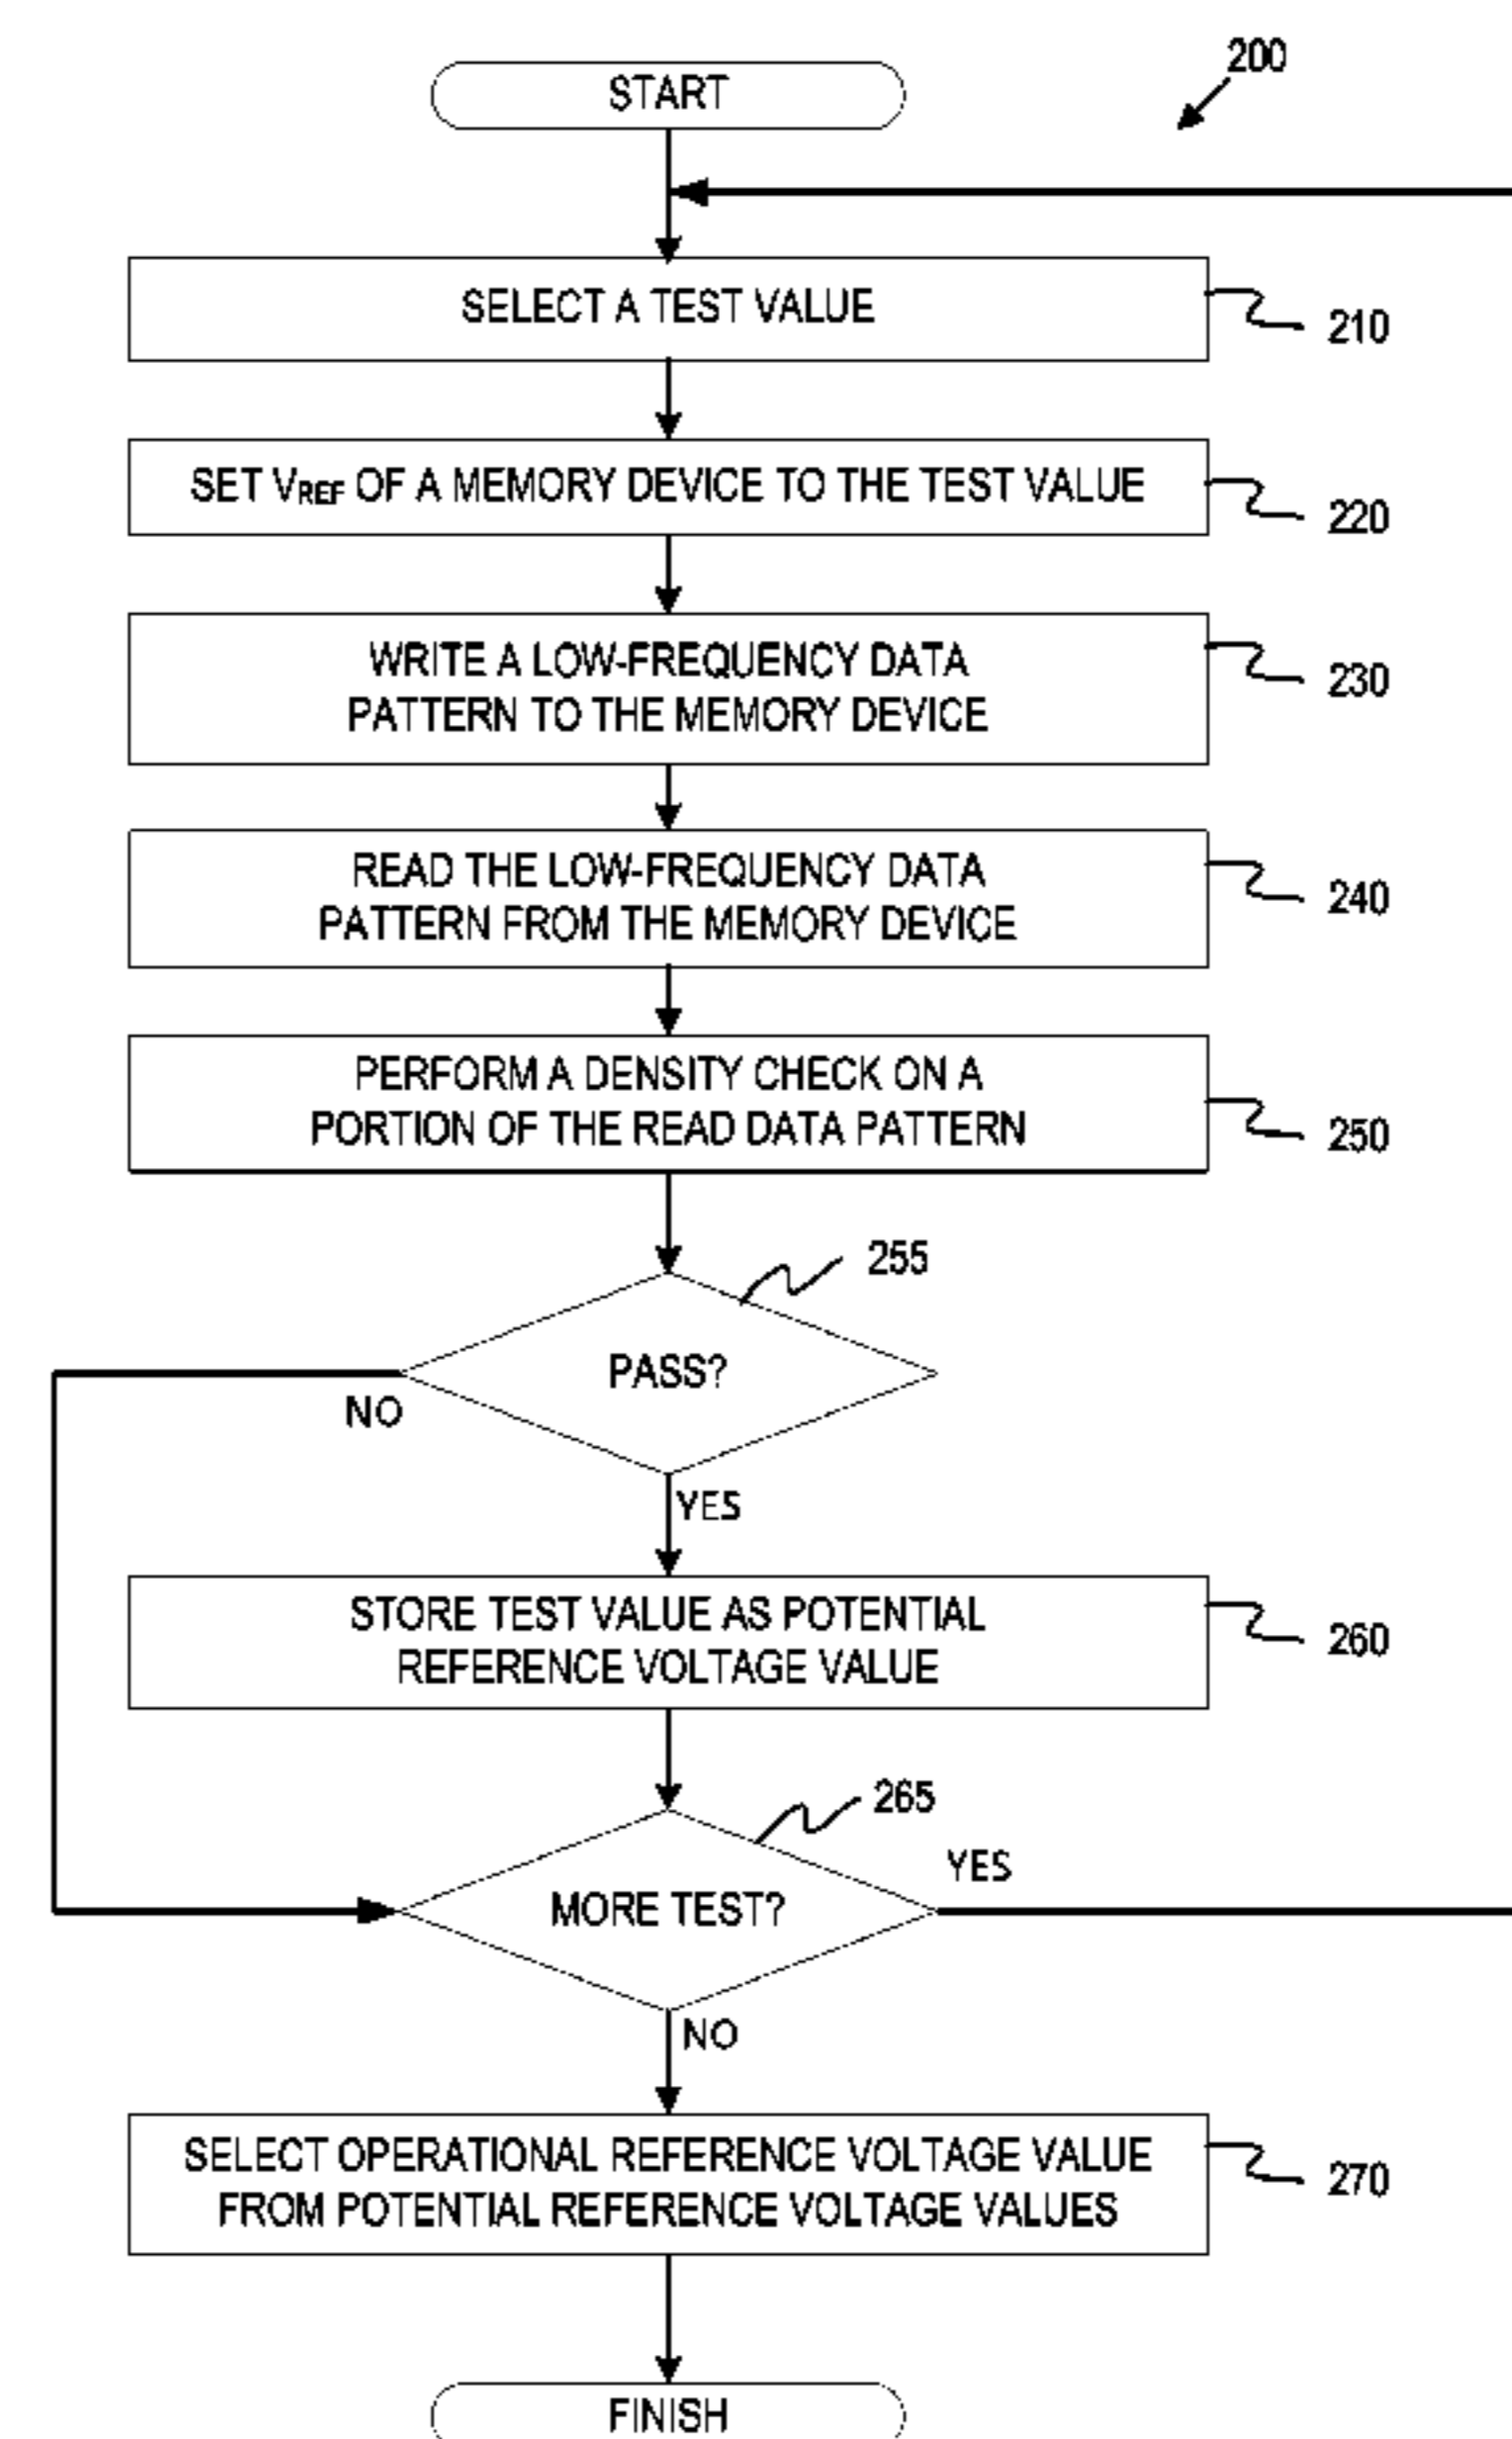 200
START
SELECT A TEST VALUE
210
SET VREF OF A MEMORY DEVICE TO THE TEST VALUE
220
WRITE A LOW-FREQUENCY DATA
PATTERN TO THE MEMORY DEVICE
230
READ THE LOW-FREQUENCY DATA
PATTERN FROM THE MEMORY DEVICE
240
PERFORM A DENSITY CHECK ON A
PORTION OF THE READ DATA PATTERN
250
255
PASS?
NO
YES
STORE TEST VALUE AS POTENTIAL
REFERENCE VOLTAGE VALUE
260
265
YES
MORE TEST?
NO
SELECT OPERATIONAL REFERENCE VOLTAGE VALUE
FROM POTENTIAL REFERENCE VOLTAGE VALUES
270
FINISH